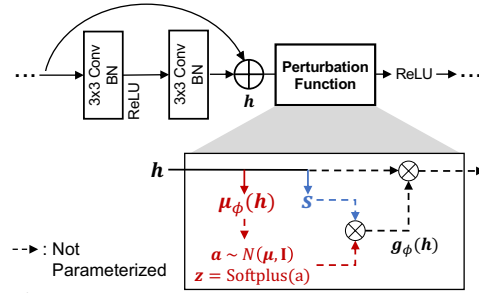 ...
3x3 Conv
BN
ReLU
3x3 Conv
BN
h
Perturbation
Function
ReLU
...
h
μϕ(h)
s
a ~ N(μ, I)
z = Softplus(a)
gϕ(h)
: Not
Parameterized